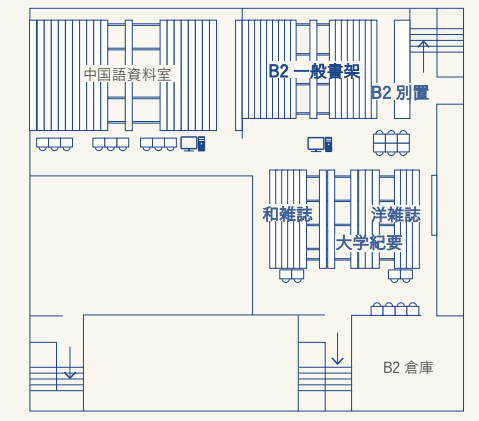 中国語資料室
B2 一般書架
B2 別置
和雑誌
洋雑誌
大学紀要
B2 倉庫